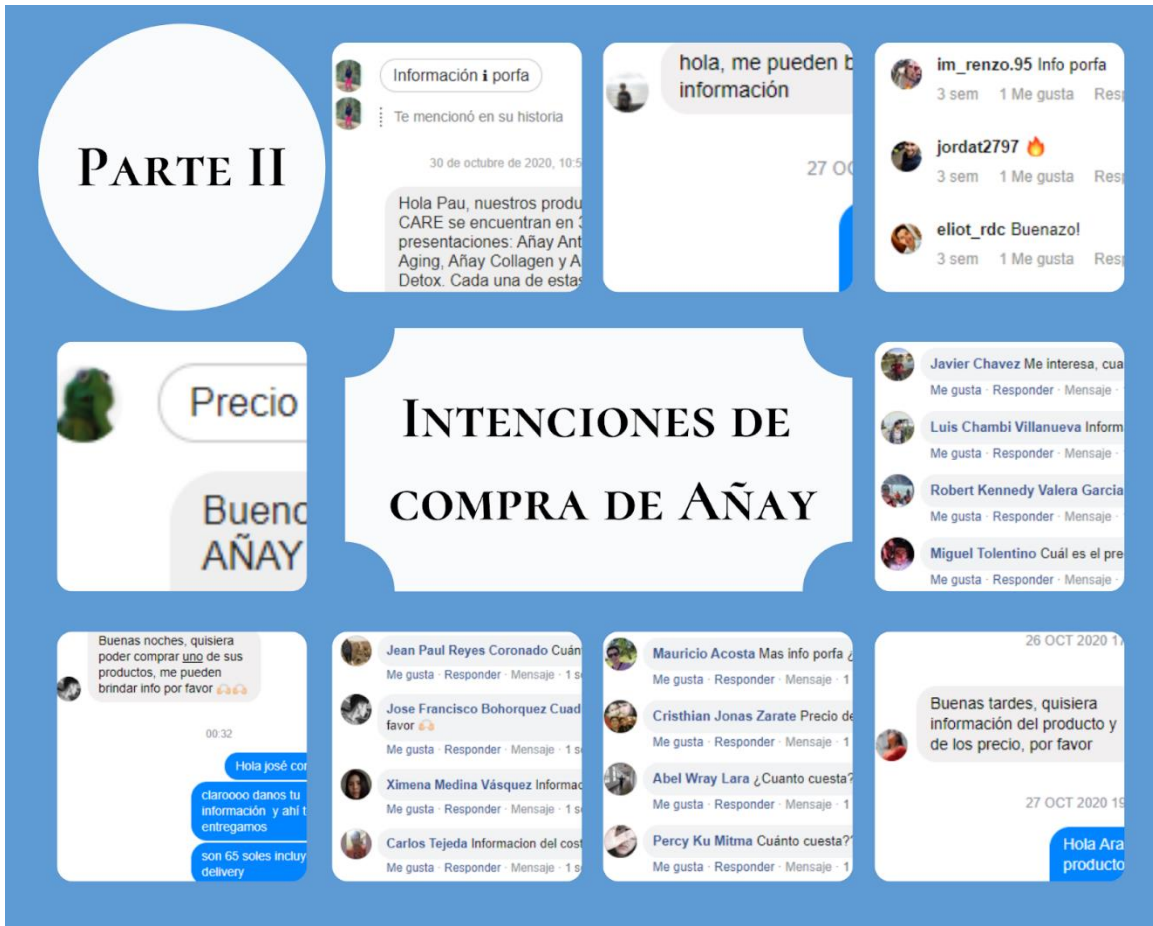 PARTE II
Información ℹ porfa
Te mencionó en su historia
30 de octubre de 2020, 10:5
Hola Pau, nuestros produ
CARE se encuentran en 3
presentaciones: Añay Ant
Aging, Añay Collagen y A
Detox. Cada una de estas
hola, me pueden b
información
27 OC
im_renzo.95 Info porfa
3 sem 1 Me gusta Resp
jordat2797 🔥
3 sem 1 Me gusta Resp
eliot_rdc Buenazo!
3 sem 1 Me gusta Resp
Precio
Bueno
AÑAY
INTENCIONES DE
COMPRA DE AÑAY
Javier Chavez Me interesa, cua
Me gusta · Responder · Mensaje ·
Luis Chambi Villanueva Inform
Me gusta · Responder · Mensaje ·
Robert Kennedy Valera Garcia
Me gusta · Responder · Mensaje ·
Miguel Tolentino Cuál es el pre
Me gusta · Responder · Mensaje ·
Buenas noches, quisiera
poder comprar uno de sus
productos, me pueden
brindar info por favor 🙌🏻🙌🏻
00:32
Hola josé con
claroooo danos tu
información y ahí t
entregamos
son 65 soles incluy
delivery
Jean Paul Reyes Coronado Cuán
Me gusta · Responder · Mensaje · 1 se
Jose Francisco Bohorquez Cuad
favor 🙌🏻
Me gusta · Responder · Mensaje · 1 s
Ximena Medina Vásquez Informac
Me gusta · Responder · Mensaje · 1 s
Carlos Tejeda Informacion del cost
Me gusta · Responder · Mensaje · 1 s
Mauricio Acosta Mas info porfa ¿
Me gusta · Responder · Mensaje · 1
Cristhian Jonas Zarate Precio de
Me gusta · Responder · Mensaje · 1
Abel Wray Lara ¿Cuanto cuesta?
Me gusta · Responder · Mensaje · 1
Percy Ku Mitma Cuánto cuesta??
Me gusta · Responder · Mensaje · 1
26 OCT 2020 17
Buenas tardes, quisiera
información del producto y
de los precio, por favor
27 OCT 2020 19
Hola Ara
producto